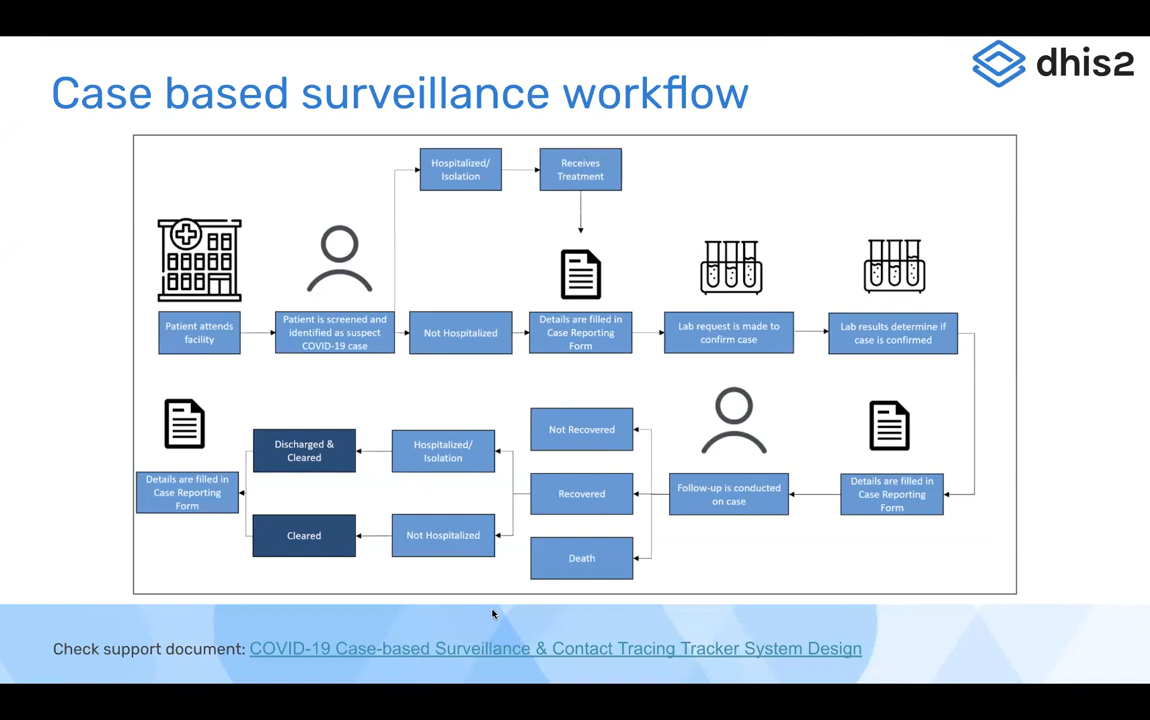 dhis2
Case based surveillance workflow
Hospitalized/
Isolation
Receives
Treatment
Patient attends
facility
Patient is screened and
identified as suspect
COVID-19 case
Not Hospitalized
Details are filled in
Case Reporting
Form
Lab request is made to
confirm case
Lab results determine if
case is confirmed
Details are filled in
Case Reporting
Form
Discharged &
Cleared
Hospitalized/
Isolation
Not Recovered
Recovered
Follow-up is conducted
on case
Details are filled in
Case Reporting
Form
Cleared
Not Hospitalized
Death
Check support document: COVID-19 Case-based Surveillance & Contact Tracing Tracker System Design